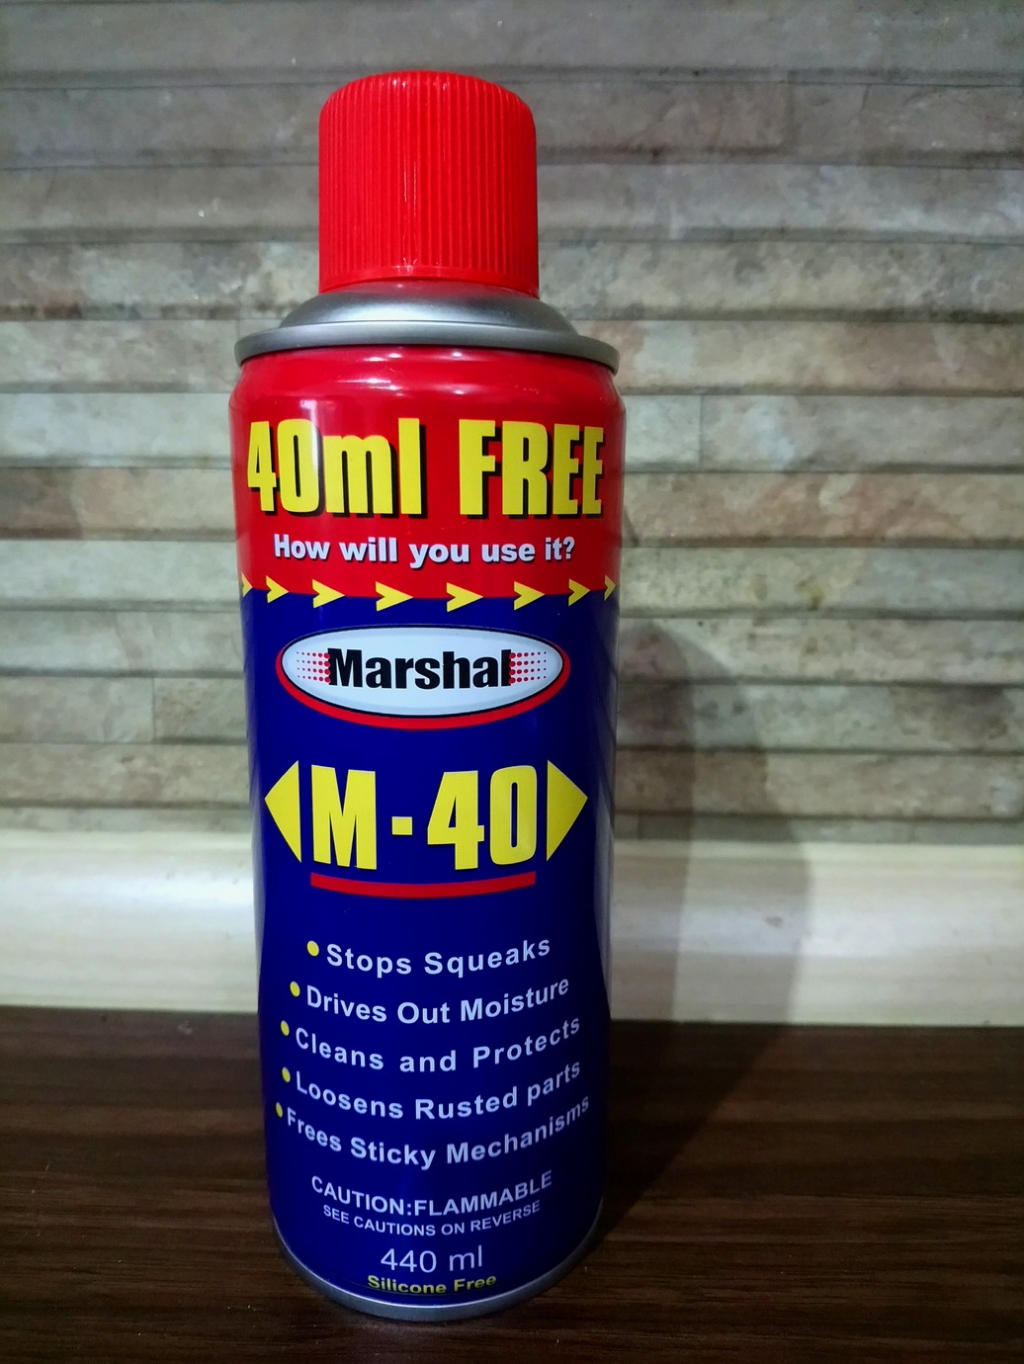 40ml FREE
How will you use it?
Marshal
M-40
Stops Squeaks
Drives Out Moisture
Cleans and Protects
Loosens Rusted parts
Frees Sticky Mechanisms
CAUTION:FLAMMABLE
SEE CAUTIONS ON REVERSE
440 ml
Silicone Free